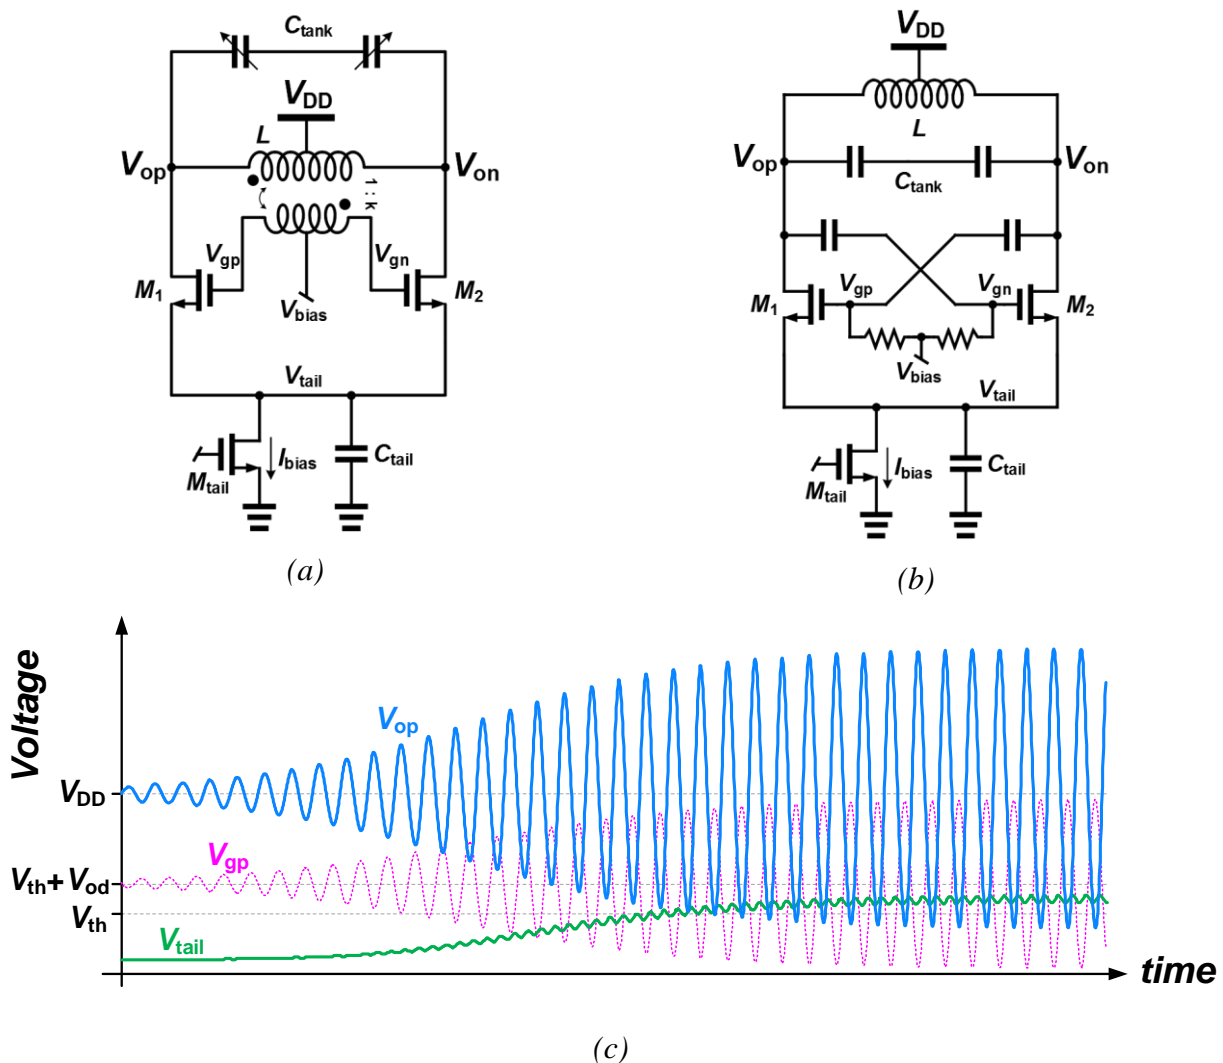 C_tank
V_DD
L
V_op
V_on
1 : k
V_gp
V_gn
M_1
M_2
V_bias
V_tail
I_bias
C_tail
M_tail
(a)
V_DD
L
V_op
V_on
C_tank
V_gp
V_gn
M_1
M_2
V_bias
V_tail
I_bias
C_tail
M_tail
(b)
Voltage
V_op
V_DD
V_gp
V_th+V_od
V_th
V_tail
time
(c)